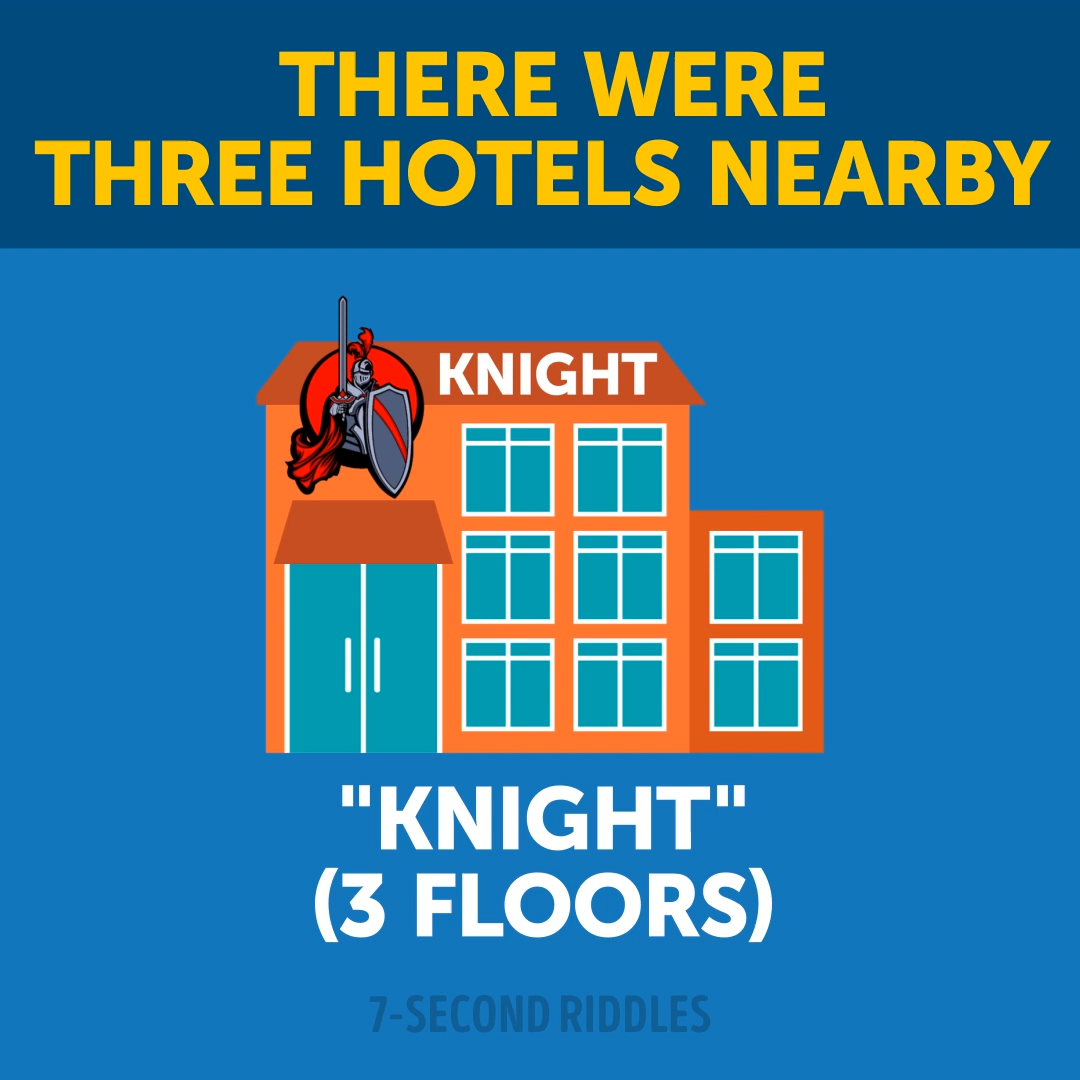 THERE WERE
THREE HOTELS NEARBY
KNIGHT
"KNIGHT"
(3 FLOORS)
7-SECOND RIDDLES